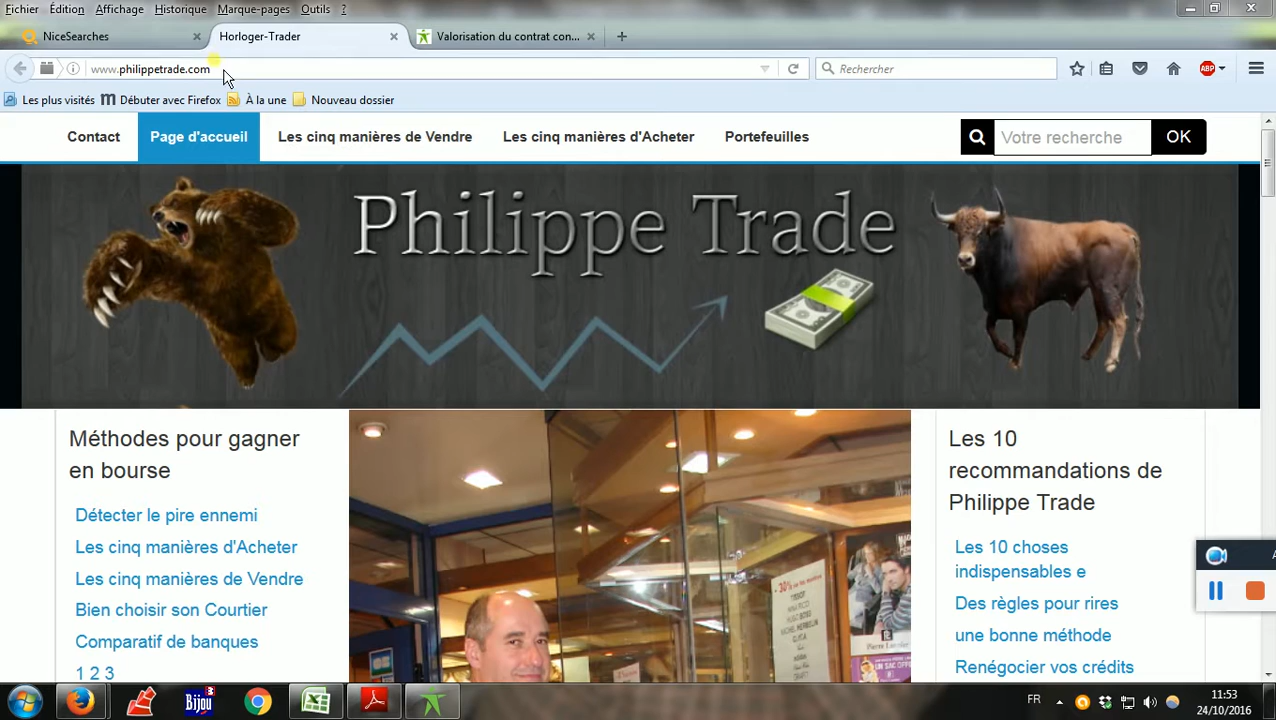 Fichier Édition Affichage Historique Marque-pages Outils ?
NiceSearches Horloger-Trader Valorisation du contrat con...
www.philippetrade.com Rechercher ABP
Les plus visités Débuter avec Firefox À la une Nouveau dossier
Contact Page d'accueil Les cinq manières de Vendre Les cinq manières d'Acheter Portefeuilles Votre recherche OK
Philippe Trade
Méthodes pour gagner
en bourse
Détecter le pire ennemi
Les cinq manières d'Acheter
Les cinq manières de Vendre
Bien choisir son Courtier
Comparatif de banques
1 2 3
Les 10
recommandations de
Philippe Trade
Les 10 choses
indispensables e
Des règles pour rires
une bonne méthode
Renégocier vos crédits
Bijou 3
FR
11:53
24/10/2016